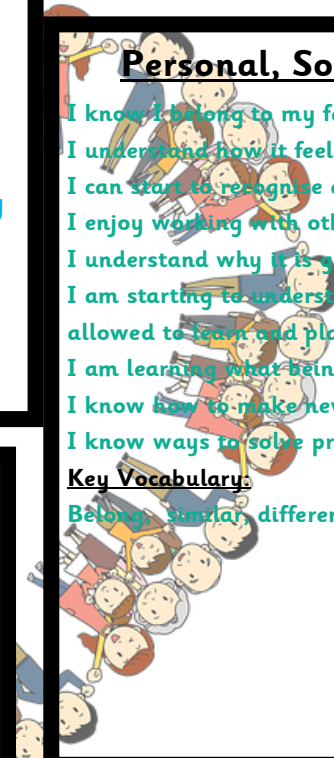 Personal, So
I know I belong to my f
I understand how it feel
I can start to recognise
I enjoy working with oth
I understand why it is g
I am starting to underst
allowed to learn and pla
I am learning what bein
I know how to make new
I know ways to solve pr
Key Vocabulary:
Belong, similar, differen